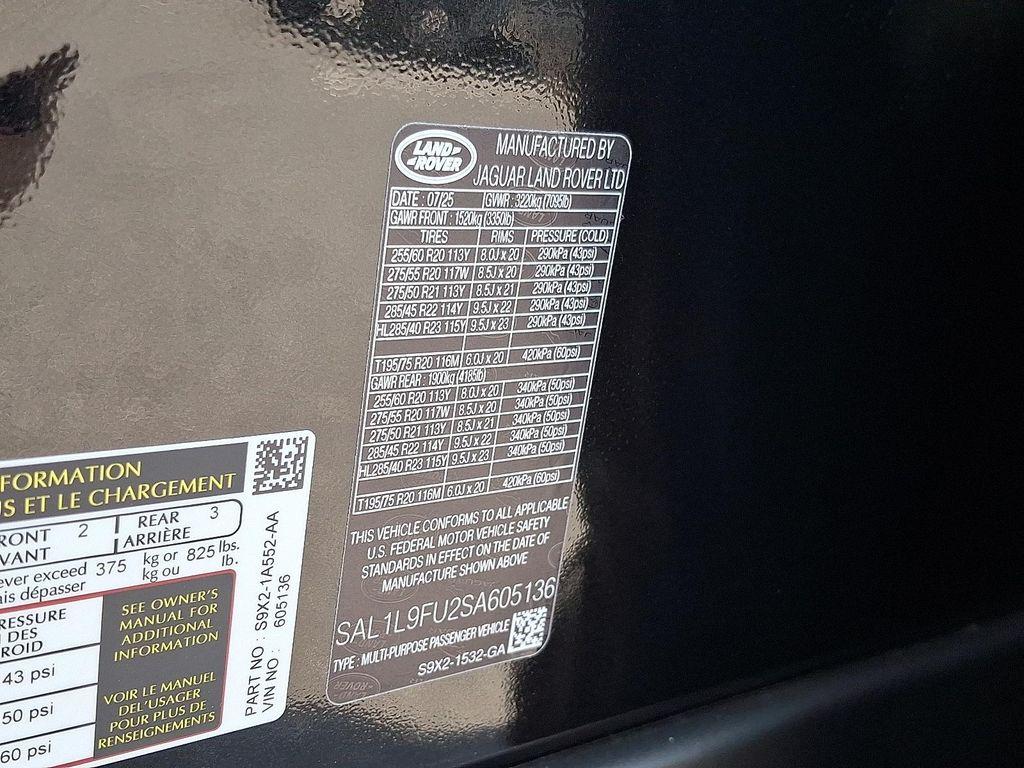 LAND
ROVER
MANUFACTURED BY
JAGUAR LAND ROVER LTD
DATE : 07/25 GVWR : 3220kg (7095lb)
GAWR FRONT : 1520kg (3350lb)
TIRES RIMS PRESSURE (COLD)
255/60 R20 113Y 8.0J x 20 290kPa (43psi)
275/55 R20 117W 8.5J x 20 290kPa (43psi)
275/50 R21 113Y 8.5J x 21 290kPa (43psi)
285/45 R22 114Y 9.5J x 22 290kPa (43psi)
HL285/40 R23 115Y 9.5J x 23 290kPa (43psi)
T195/75 R20 116M 6.0J x 20 420kPa (60psi)
GAWR REAR : 1900kg (4185lb)
255/60 R20 113Y 8.0J x 20 340kPa (50psi)
275/55 R20 117W 8.5J x 20 340kPa (50psi)
275/50 R21 113Y 8.5J x 21 340kPa (50psi)
285/45 R22 114Y 9.5J x 22 340kPa (50psi)
HL285/40 R23 115Y 9.5J x 23 340kPa (50psi)
T195/75 R20 116M 6.0J x 20 420kPa (60psi)
THIS VEHICLE CONFORMS TO ALL APPLICABLE
U.S. FEDERAL MOTOR VEHICLE SAFETY
STANDARDS IN EFFECT ON THE DATE OF
MANUFACTURE SHOWN ABOVE
SAL1L9FU2SA605136
TYPE : MULTI-PURPOSE PASSENGER VEHICLE
S9X2-1532-GA
FORMATION
S ET LE CHARGEMENT
RONT 2 REAR 3
VANT ARRIÈRE
ever exceed 375 kg or 825 lbs.
ais dépasser kg ou lb.
RESSURE
N DES
ROID
43 psi
50 psi
60 psi
SEE OWNER'S
MANUAL FOR
ADDITIONAL
INFORMATION
VOIR LE MANUEL
DEL'USAGER
POUR PLUS DE
RENSEIGNEMENTS
PART NO : S9X2-1A552-AA
VIN NO : 605136